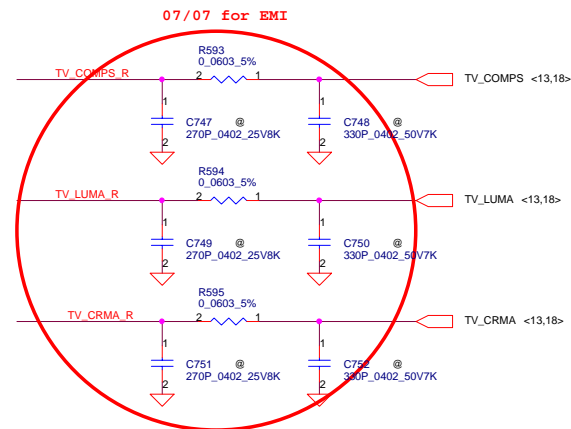 07/07 for EMI
R593
0_0603_5%
TV_COMPS_R
2
1
TV_COMPS <13,18>
1
1
C747 @
270P_0402_25V8K
C748 @
330P_0402_50V7K
2
2
R594
0_0603_5%
TV_LUMA_R
2
1
TV_LUMA <13,18>
1
1
C749 @
270P_0402_25V8K
C750 @
330P_0402_50V7K
2
2
R595
0_0603_5%
TV_CRMA_R
2
1
TV_CRMA <13,18>
1
1
C751 @
270P_0402_25V8K
C752 @
330P_0402_50V7K
2
2